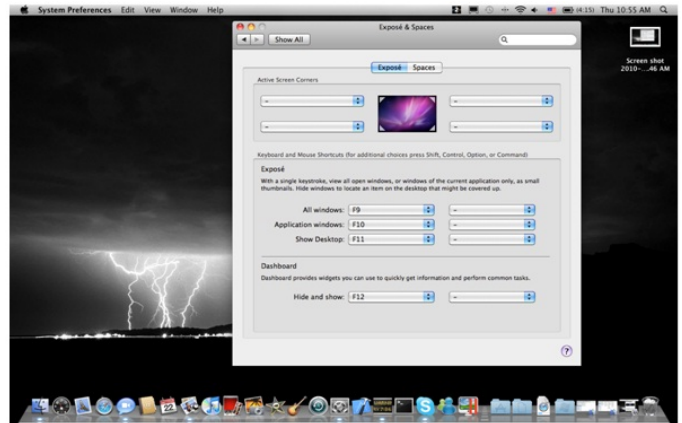 System Preferences Edit View Window Help (4:15) Thu 10:55 AM
Exposé & Spaces
Show All
Screen shot
2010-...46 AM
Exposé Spaces
Active Screen Corners
- -
- -
Keyboard and Mouse Shortcuts (for additional choices press Shift, Control, Option, or Command)
Exposé
With a single keystroke, view all open windows, or windows of the current application only, as small
thumbnails. Hide windows to locate an item on the desktop that might be covered up.
All windows: F9 -
Application windows: F10 -
Show Desktop: F11 -
Dashboard
Dashboard provides widgets you can use to quickly get information and perform common tasks.
Hide and show: F12 -
?
22